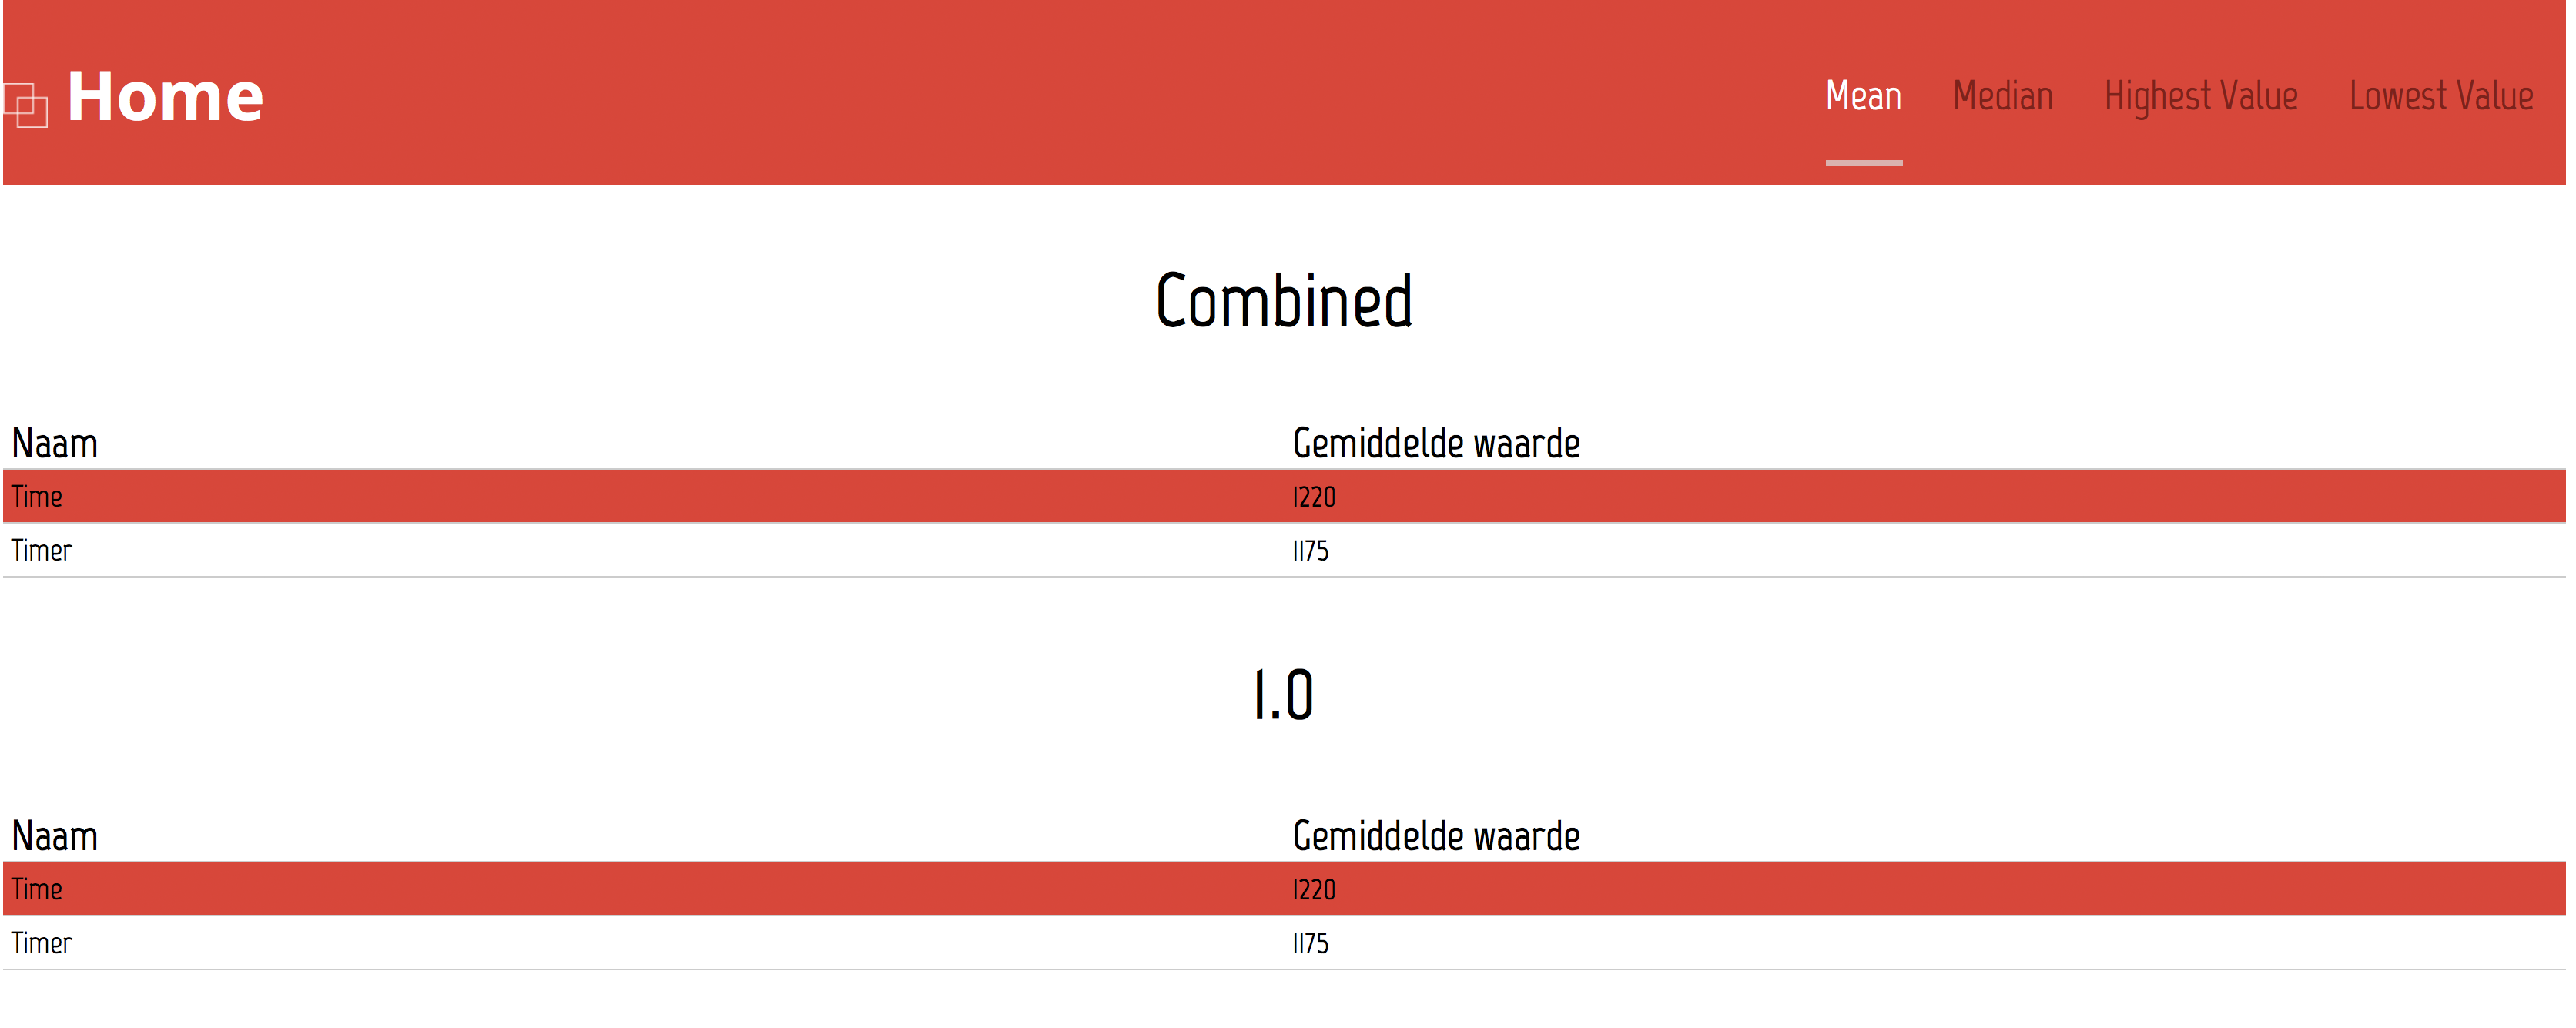 Home
Mean Median Highest Value Lowest Value
Combined
Naam Gemiddelde waarde
Time 1220
Timer 1175
1.0
Naam Gemiddelde waarde
Time 1220
Timer 1175